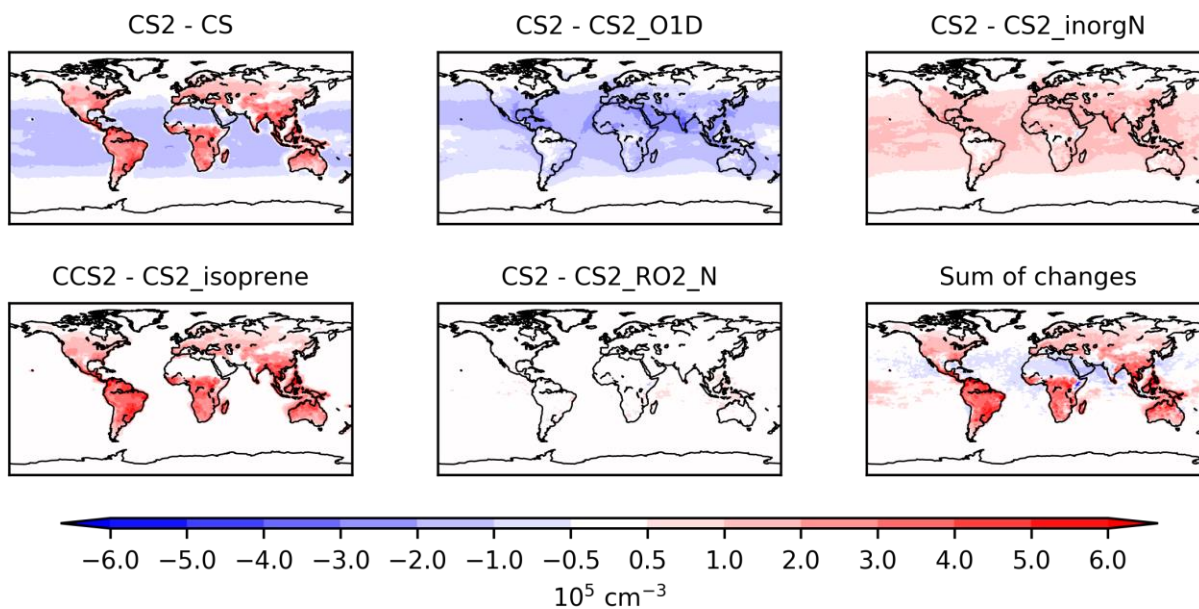 CS2 - CS
CS2 - CS2_O1D
CS2 - CS2_inorgN
CCS2 - CS2_isoprene
CS2 - CS2_RO2_N
Sum of changes
−6.0 −5.0 −4.0 −3.0 −2.0 −1.0 −0.5 0.5 1.0 2.0 3.0 4.0 5.0 6.0
10⁵ cm⁻³